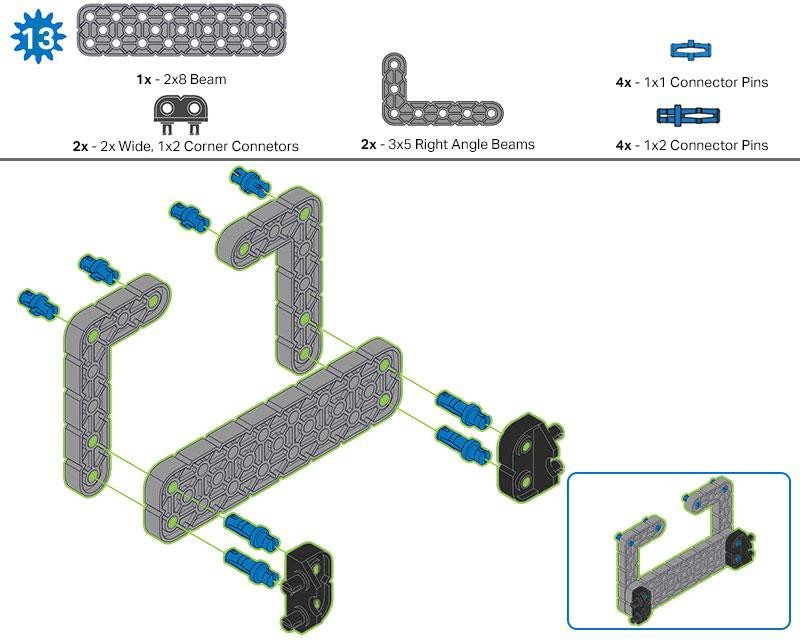 13
1x - 2x8 Beam
2x - 2x Wide, 1x2 Corner Connetors
2x - 3x5 Right Angle Beams
4x - 1x1 Connector Pins
4x - 1x2 Connector Pins